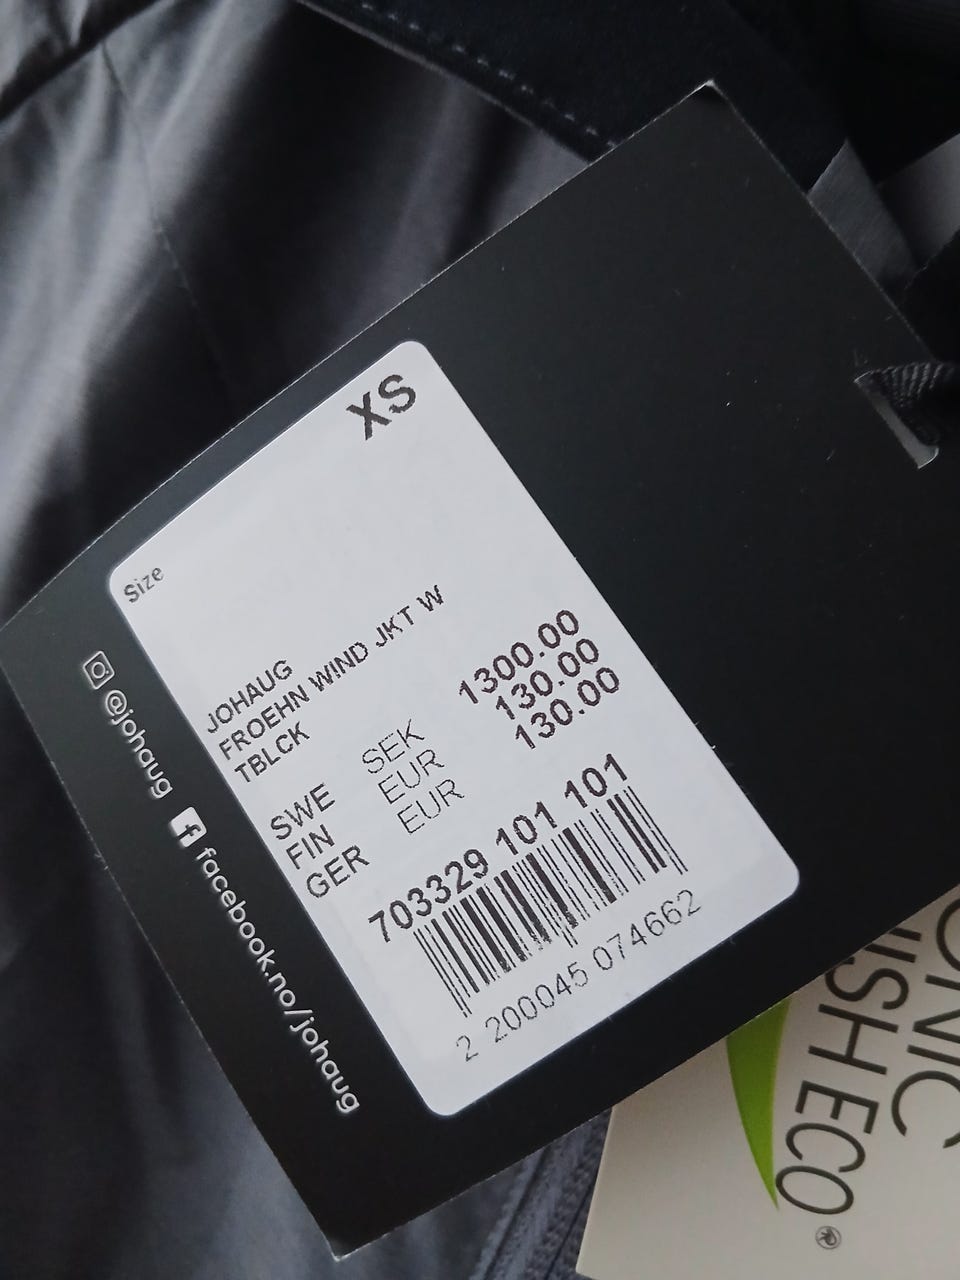 XS
Size
JOHAUG
FROEHN WIND JKT W
TBLCK
SWE SEK 1300.00
FIN EUR 130.00
GER EUR 130.00
703329 101 101
2 200045 074662
@johaug facebook.no/johaug
ONIC
ISH ECO®